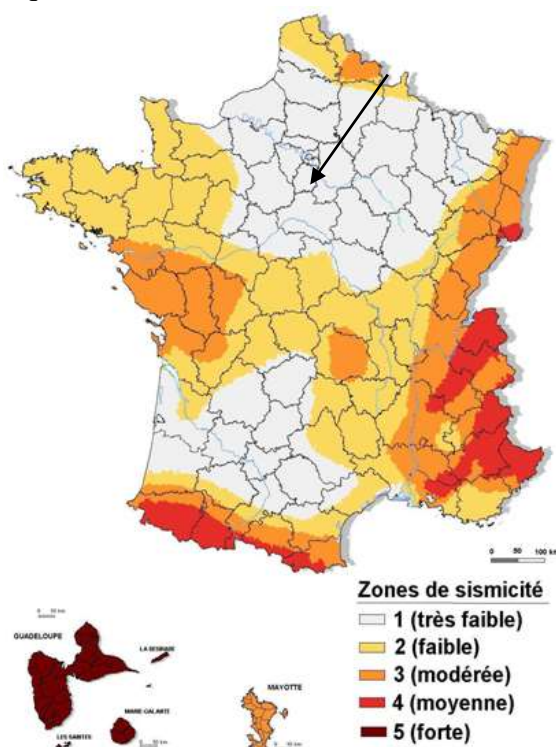 0 50 100 km
Zones de sismicité
1 (très faible)
2 (faible)
3 (modérée)
4 (moyenne)
5 (forte)
GUADELOUPE
LA DESIRADE
MARIE-GALANTE
LES SAINTES
MAYOTTE